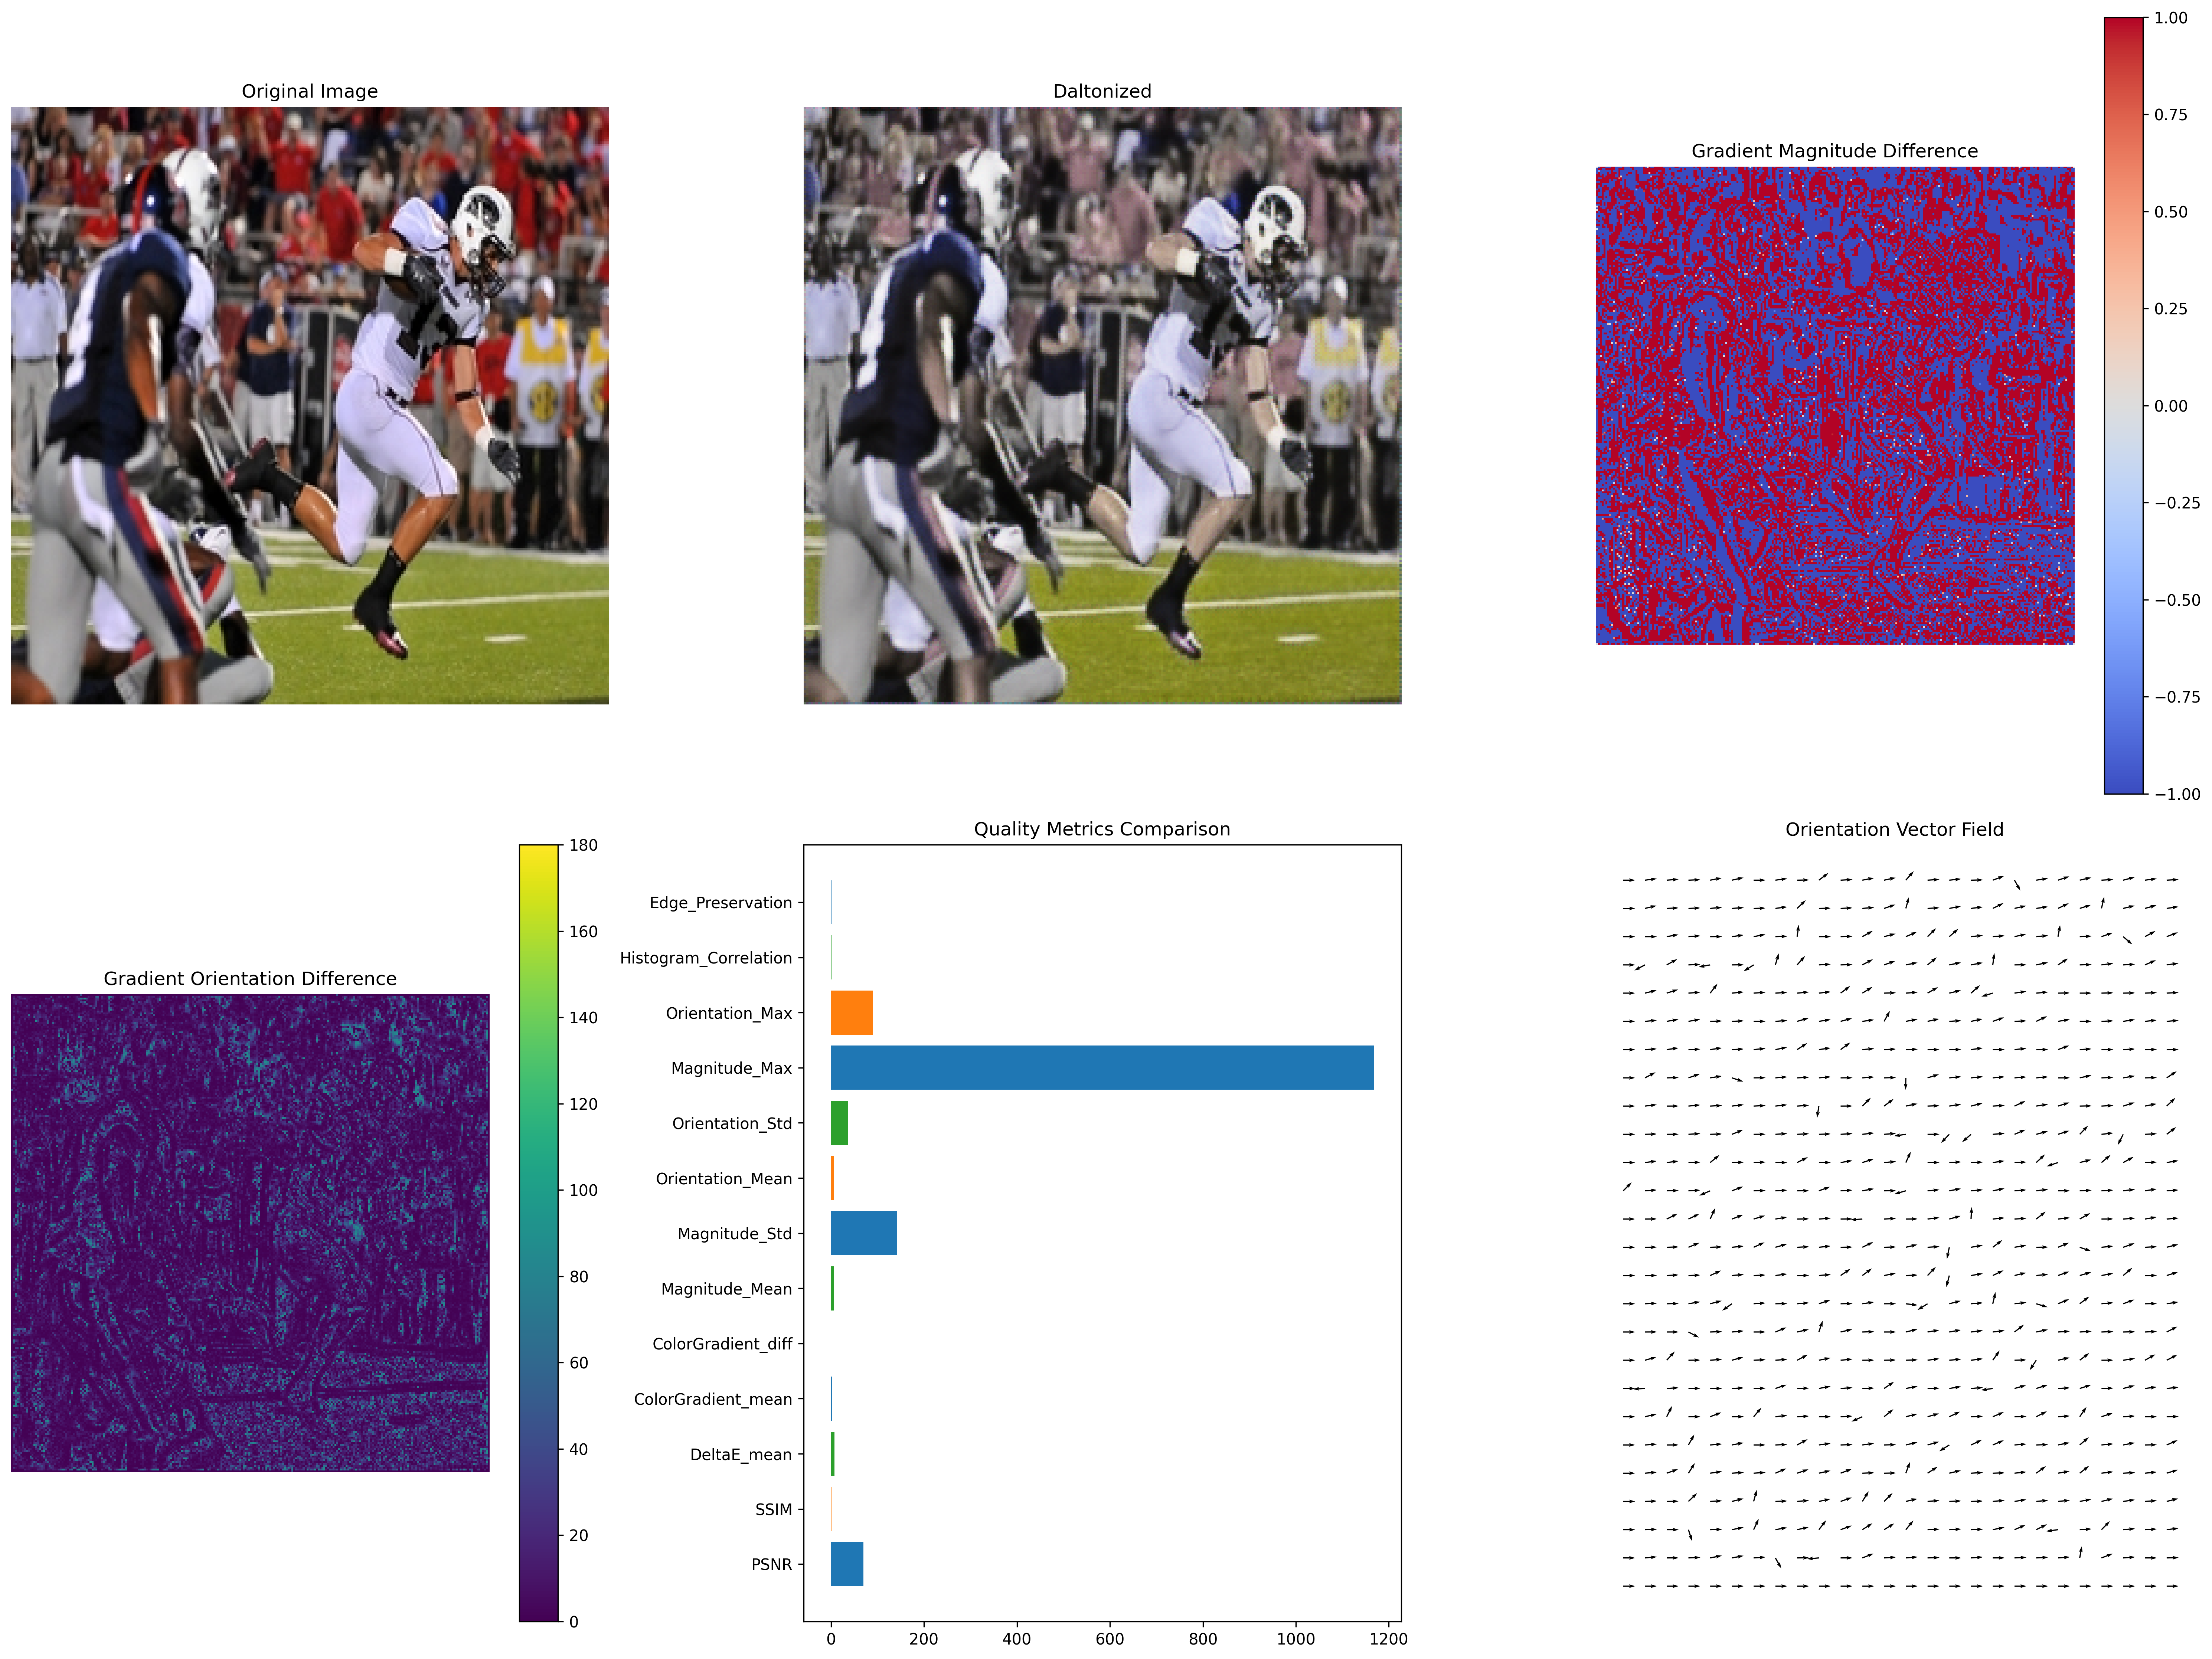 Original Image
Daltonized
Gradient Magnitude Difference
1.00
0.75
0.50
0.25
0.00
−0.25
−0.50
−0.75
−1.00
Gradient Orientation Difference
180
160
140
120
100
80
60
40
20
0
Quality Metrics Comparison
Edge_Preservation
Histogram_Correlation
Orientation_Max
Magnitude_Max
Orientation_Std
Orientation_Mean
Magnitude_Std
Magnitude_Mean
ColorGradient_diff
ColorGradient_mean
DeltaE_mean
SSIM
PSNR
0 200 400 600 800 1000 1200
Orientation Vector Field